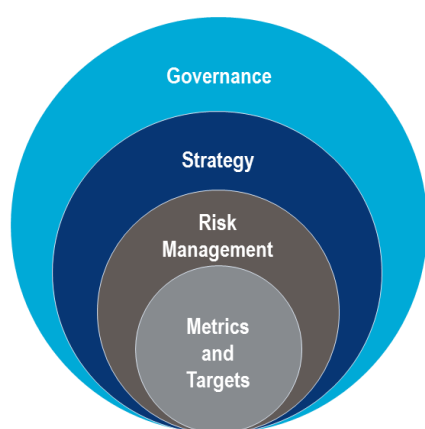 Governance
Strategy
Risk
Management
Metrics
and
Targets